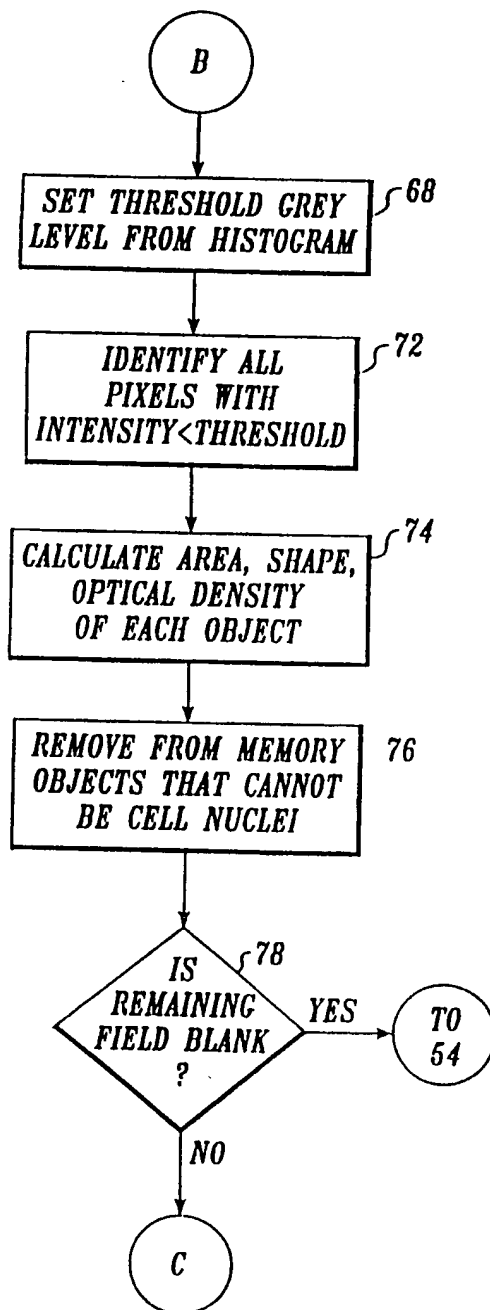 B
SET THRESHOLD GREY
LEVEL FROM HISTOGRAM
68
IDENTIFY ALL
PIXELS WITH
INTENSITY<THRESHOLD
72
CALCULATE AREA, SHAPE,
OPTICAL DENSITY
OF EACH OBJECT
74
REMOVE FROM MEMORY
OBJECTS THAT CANNOT
BE CELL NUCLEI
76
IS
REMAINING
FIELD BLANK
?
78
YES
TO
54
NO
C